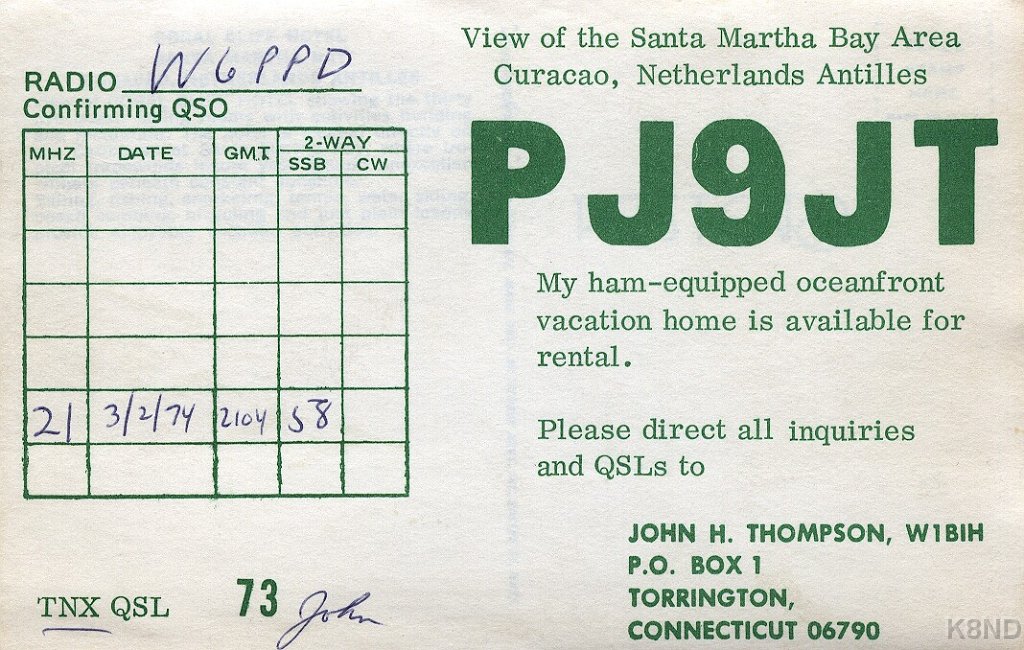 RADIO W6PPD
Confirming QSO
MHZ DATE GMT 2-WAY
SSB CW
21 3/2/74 2104 58
TNX QSL 73 John
View of the Santa Martha Bay Area
Curacao, Netherlands Antilles
PJ9JT
My ham-equipped oceanfront
vacation home is available for
rental.
Please direct all inquiries
and QSLs to
JOHN H. THOMPSON, W1BIH
P.O. BOX 1
TORRINGTON,
CONNECTICUT 06790
K8ND